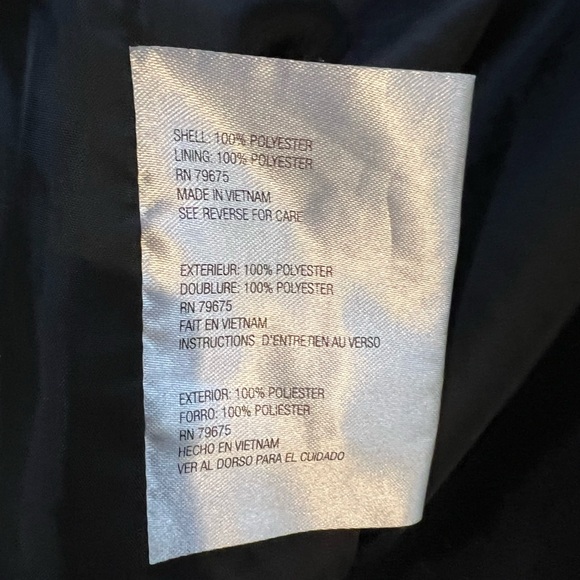 SHELL: 100% POLYESTER
LINING: 100% POLYESTER
RN 79675
MADE IN VIETNAM
SEE REVERSE FOR CARE
EXTERIEUR: 100% POLYESTER
DOUBLURE: 100% POLYESTER
RN 79675
FAIT EN VIETNAM
INSTRUCTIONS D'ENTRETIEN AU VERSO
EXTERIOR: 100% POLIESTER
FORRO: 100% POLIESTER
RN 79675
HECHO EN VIETNAM
VER AL DORSO PARA EL CUIDADO